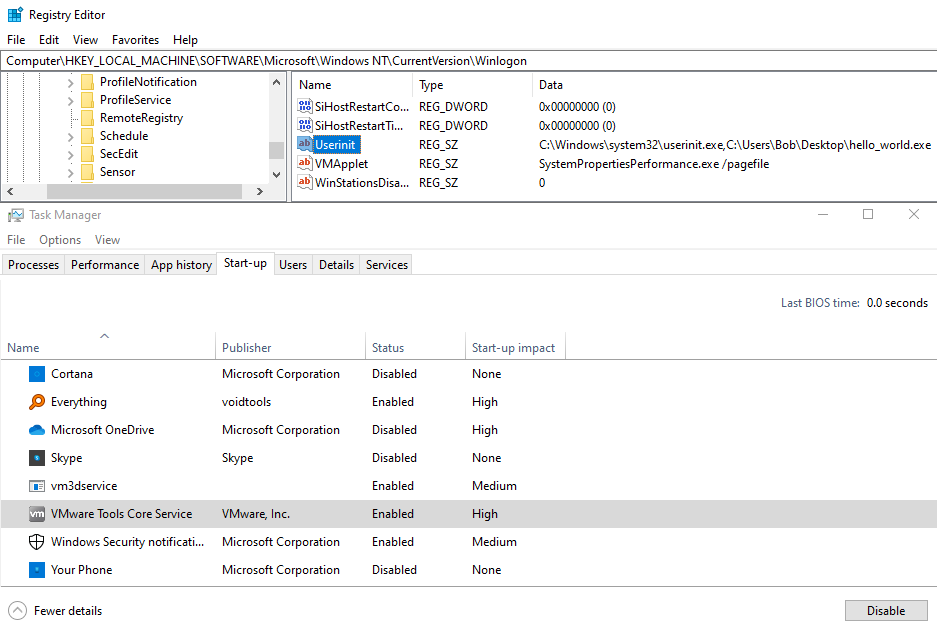 Registry Editor
File Edit View Favorites Help
Computer\HKEY_LOCAL_MACHINE\SOFTWARE\Microsoft\Windows NT\CurrentVersion\Winlogon
ProfileNotification
ProfileService
RemoteRegistry
Schedule
SecEdit
Sensor
Name Type Data
SiHostRestartCo... REG_DWORD 0x00000000 (0)
SiHostRestartTi... REG_DWORD 0x00000000 (0)
Userinit REG_SZ C:\Windows\system32\userinit.exe,C:\Users\Bob\Desktop\hello_world.exe
VMApplet REG_SZ SystemPropertiesPerformance.exe /pagefile
WinStationsDisa... REG_SZ 0
Task Manager
File Options View
Processes Performance App history Start-up Users Details Services
Last BIOS time: 0.0 seconds
Name Publisher Status Start-up impact
Cortana Microsoft Corporation Disabled None
Everything voidtools Enabled High
Microsoft OneDrive Microsoft Corporation Disabled High
Skype Skype Disabled None
vm3dservice Enabled Medium
VMware Tools Core Service VMware, Inc. Enabled High
Windows Security notificati... Microsoft Corporation Enabled Medium
Your Phone Microsoft Corporation Disabled None
Fewer details Disable